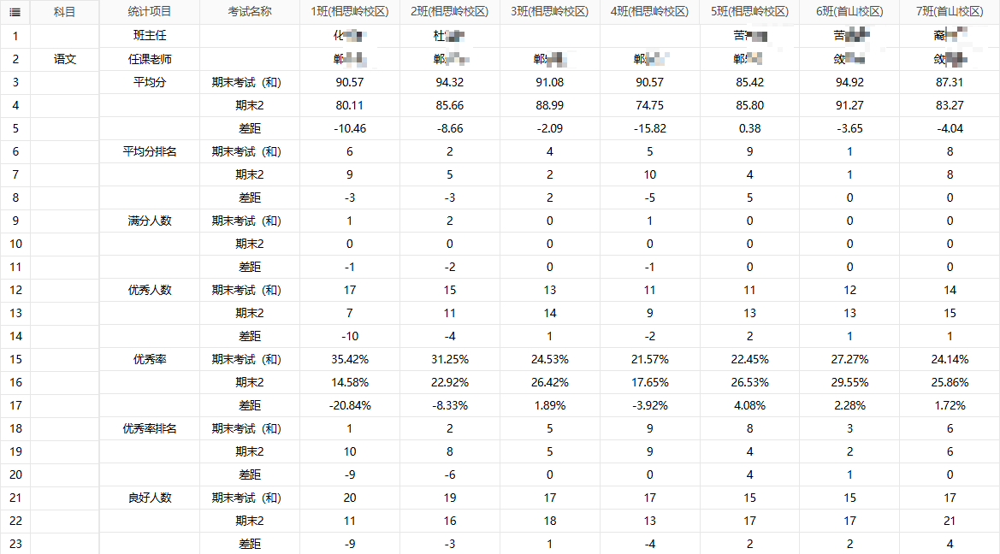 科目 统计项目 考试名称 1班(相思岭校区) 2班(相思岭校区) 3班(相思岭校区) 4班(相思岭校区) 5班(相思岭校区) 6班(首山校区) 7班(首山校区)
1 班主任 化 杜 苦 苦 裔
2 语文 任课老师 郸 郸 郸 郸 郸 敛 敛
3 平均分 期末考试（和） 90.57 94.32 91.08 90.57 85.42 94.92 87.31
4 期末2 80.11 85.66 88.99 74.75 85.80 91.27 83.27
5 差距 -10.46 -8.66 -2.09 -15.82 0.38 -3.65 -4.04
6 平均分排名 期末考试（和） 6 2 4 5 9 1 8
7 期末2 9 5 2 10 4 1 8
8 差距 -3 -3 2 -5 5 0 0
9 满分人数 期末考试（和） 1 2 0 1 0 0 0
10 期末2 0 0 0 0 0 0 0
11 差距 -1 -2 0 -1 0 0 0
12 优秀人数 期末考试（和） 17 15 13 11 11 12 14
13 期末2 7 11 14 9 13 13 15
14 差距 -10 -4 1 -2 2 1 1
15 优秀率 期末考试（和） 35.42% 31.25% 24.53% 21.57% 22.45% 27.27% 24.14%
16 期末2 14.58% 22.92% 26.42% 17.65% 26.53% 29.55% 25.86%
17 差距 -20.84% -8.33% 1.89% -3.92% 4.08% 2.28% 1.72%
18 优秀率排名 期末考试（和） 1 2 5 9 8 3 6
19 期末2 10 8 5 9 4 2 6
20 差距 -9 -6 0 0 4 1 0
21 良好人数 期末考试（和） 20 19 17 17 15 15 17
22 期末2 11 16 18 13 17 17 21
23 差距 -9 -3 1 -4 2 2 4